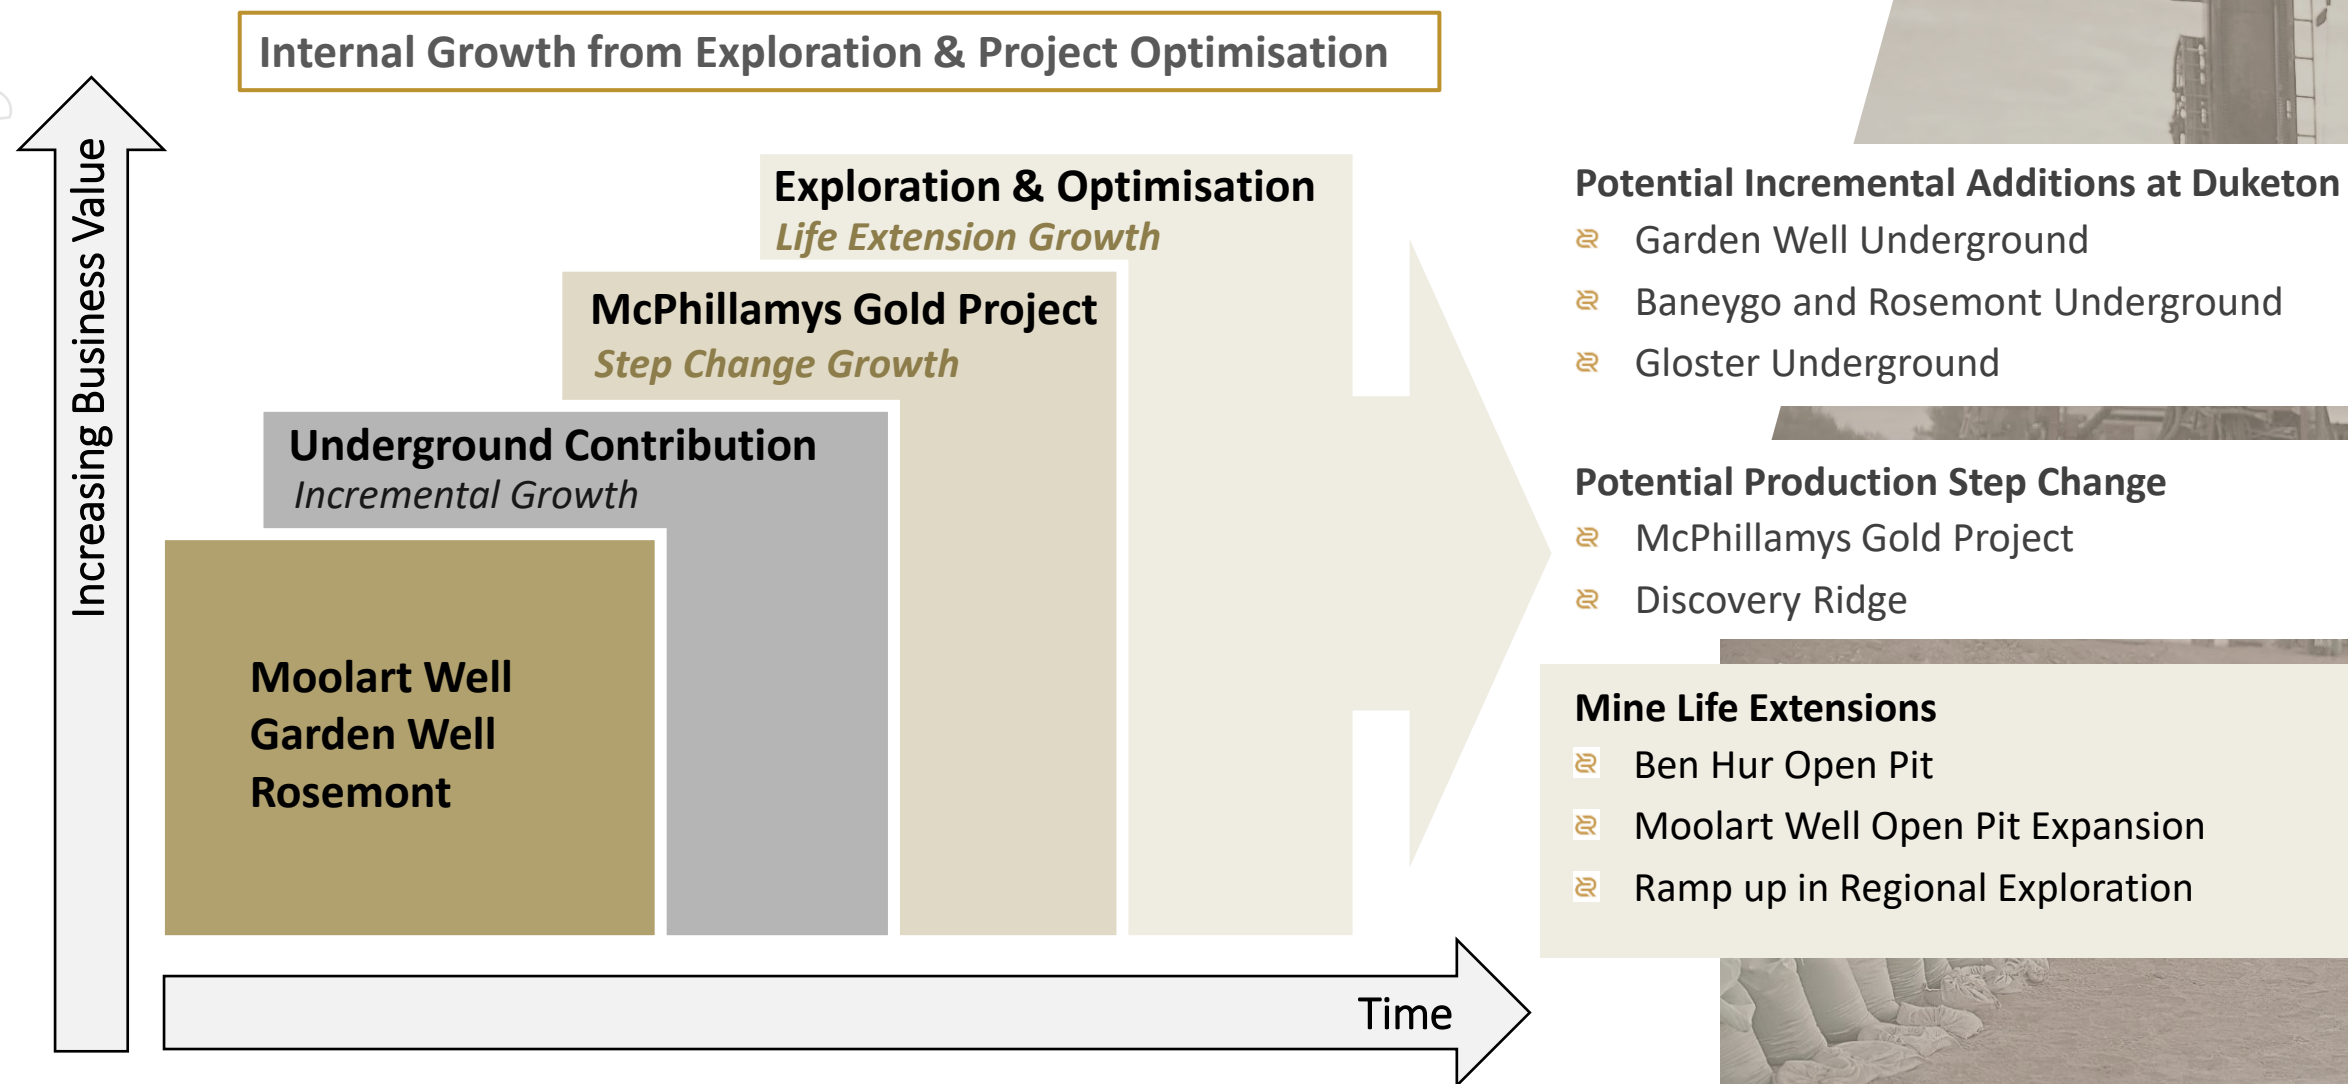 Internal Growth from Exploration & Project Optimisation
Increasing Business Value
Exploration & Optimisation
Life Extension Growth
McPhillamys Gold Project
Step Change Growth
Underground Contribution
Incremental Growth
Moolart Well
Garden Well
Rosemont
Time
Potential Incremental Additions at Duketon
Garden Well Underground
Baneygo and Rosemont Underground
Gloster Underground
Potential Production Step Change
McPhillamys Gold Project
Discovery Ridge
Mine Life Extensions
Ben Hur Open Pit
Moolart Well Open Pit Expansion
Ramp up in Regional Exploration